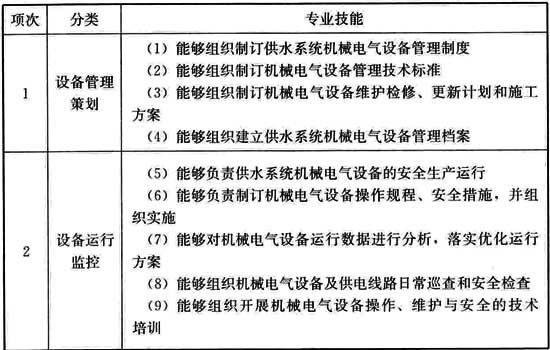 项次 分类 专业技能
1 设备管理策划
（1）能够组织制订供水系统机械电气设备管理制度
（2）能够组织制订机械电气设备管理技术标准
（3）能够组织制订机械电气设备维护检修、更新计划和施工
方案
（4）能够组织建立供水系统机械电气设备管理档案
2 设备运行监控
（5）能够负责供水系统机械电气设备的安全生产运行
（6）能够负责制订机械电气设备操作规程、安全措施，并组
织实施
（7）能够对机械电气设备运行数据进行分析，落实优化运行
方案
（8）能够组织机械电气设备及供电线路日常巡查和安全检查
（9）能够组织开展机械电气设备操作、维护与安全的技术
培训